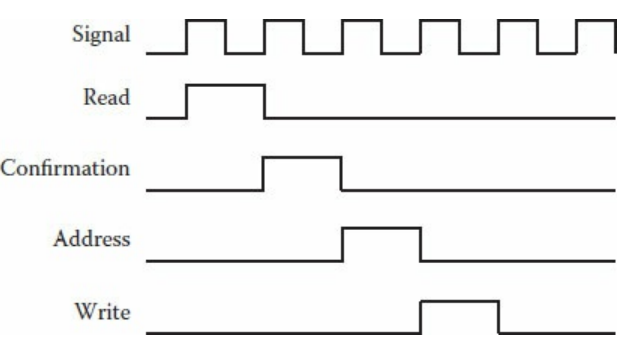 Signal
Read
Confirmation
Address
Write